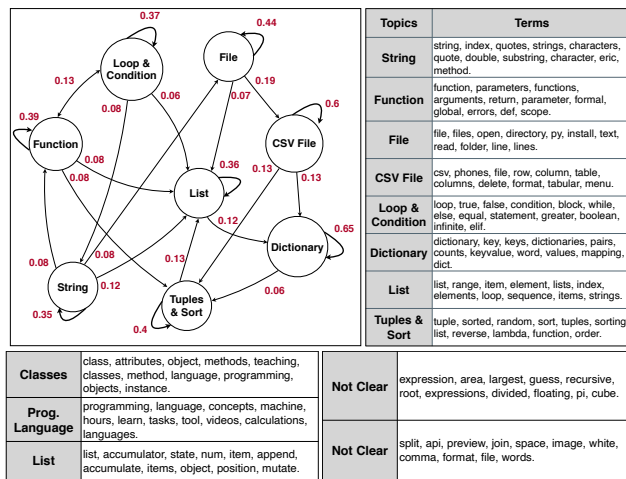 0.37
0.44
Loop &
Condition
File
0.13
0.19
0.08
0.06
0.07
0.6
0.39
Function
CSV File
0.08
0.08
0.36
0.13
0.13
List
0.12
0.65
Dictionary
0.08
0.08
0.13
String
0.12
0.06
Tuples
& Sort
0.35
0.4
Topics Terms
String
string, index, quotes, strings, characters,
quote, double, substring, character, eric,
method.
Function
function, parameters, functions,
arguments, return, parameter, formal,
global, errors, def, scope.
File
file, files, open, directory, py, install, text,
read, folder, line, lines.
CSV File
csv, phones, file, row, column, table,
columns, delete, format, tabular, menu.
Loop &
Condition
loop, true, false, condition, block, while,
else, equal, statement, greater, boolean,
infinite, elif.
Dictionary
dictionary, key, keys, dictionaries, pairs,
counts, keyvalue, word, values, mapping,
dict.
List
list, range, item, element, lists, index,
elements, loop, sequence, items, strings.
Tuples &
Sort
tuple, sorted, random, sort, tuples, sorting
list, reverse, lambda, function, order.
Classes
class, attributes, object, methods, teaching,
classes, method, language, programming,
objects, instance.
Prog.
Language
programming, language, concepts, machine,
hours, learn, tasks, tool, videos, calculations,
languages.
List
list, accumulator, state, num, item, append,
accumulate, items, object, position, mutate.
Not Clear
expression, area, largest, guess, recursive,
root, expressions, divided, floating, pi, cube.
Not Clear
split, api, preview, join, space, image, white,
comma, format, file, words.